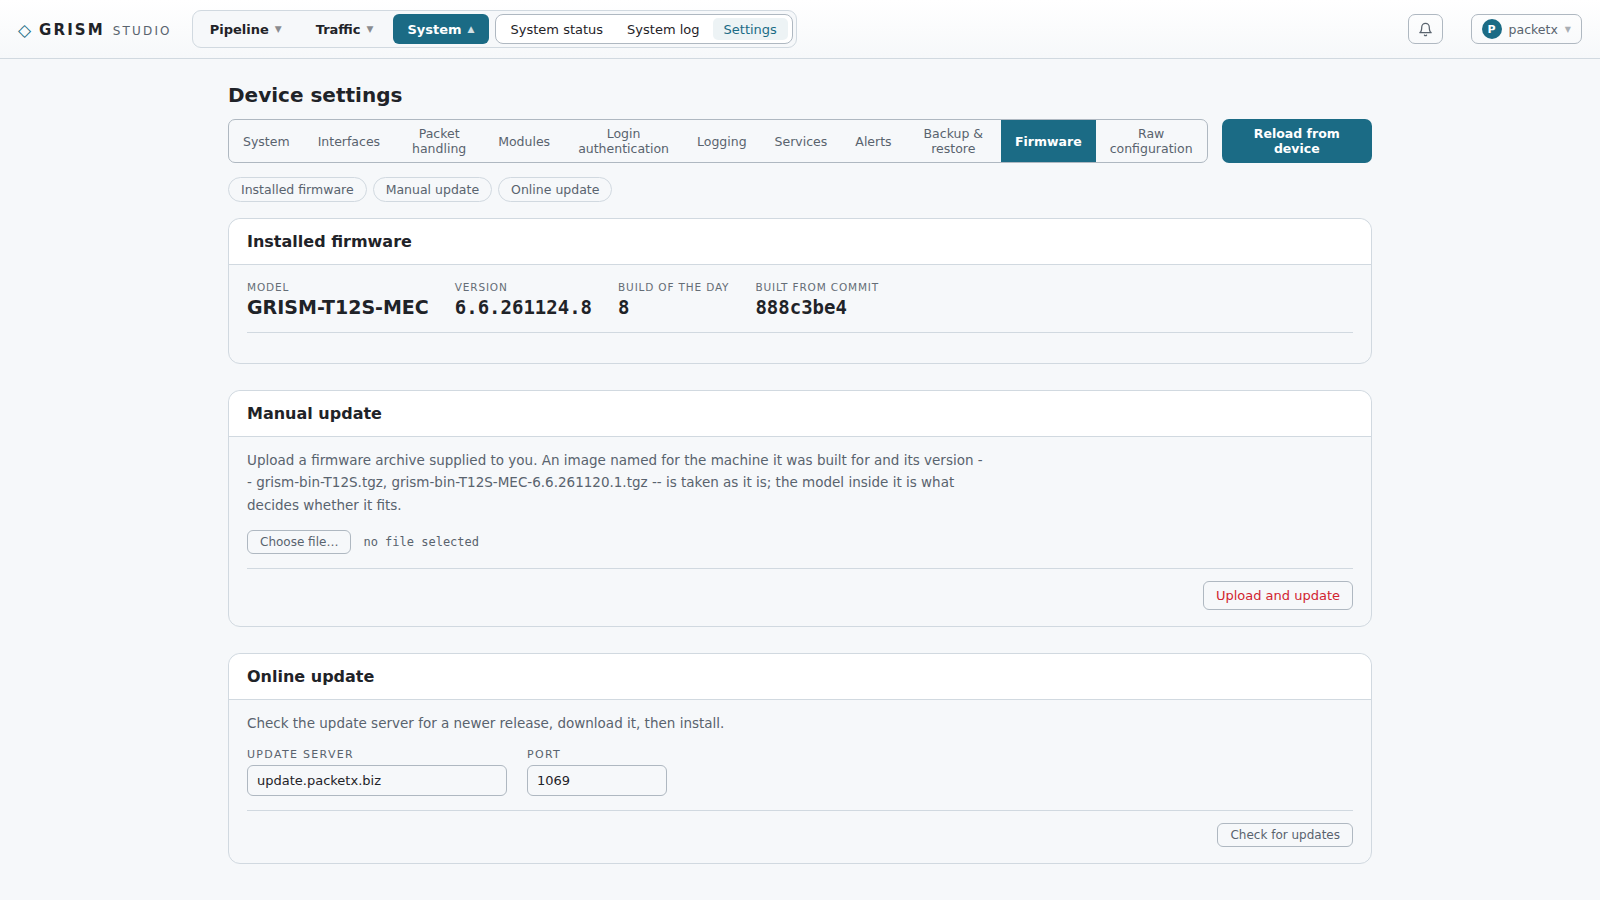 GRISM STUDIO
Pipeline ▼
Traffic ▼
System ▲
System status
System log
Settings
P packetx ▼
Device settings
System
Interfaces
Packet
handling
Modules
Login
authentication
Logging
Services
Alerts
Backup &
restore
Firmware
Raw
configuration
Reload from
device
Installed firmware
Manual update
Online update
Installed firmware
MODEL
GRISM-T12S-MEC
VERSION
6.6.261124.8
BUILD OF THE DAY
8
BUILT FROM COMMIT
888c3be4
Manual update
Upload a firmware archive supplied to you. An image named for the machine it was built for and its version -
- grism-bin-T12S.tgz, grism-bin-T12S-MEC-6.6.261120.1.tgz -- is taken as it is; the model inside it is what
decides whether it fits.
Choose file...
no file selected
Upload and update
Online update
Check the update server for a newer release, download it, then install.
UPDATE SERVER
update.packetx.biz
PORT
1069
Check for updates